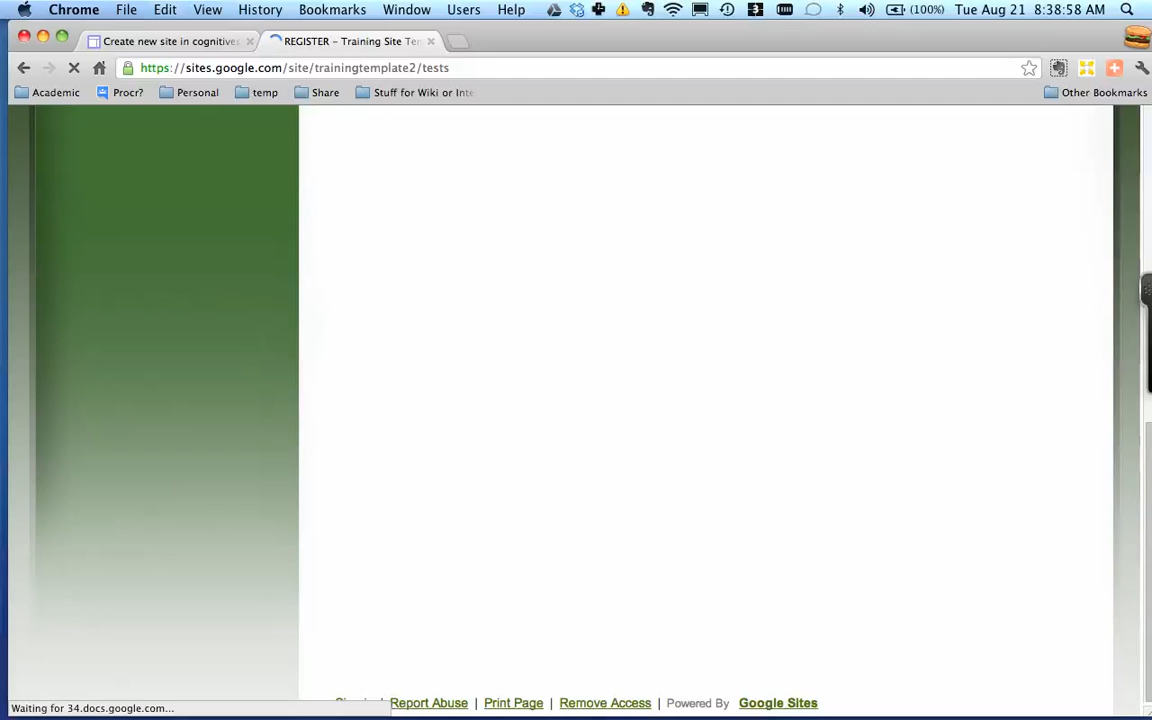 Chrome File Edit View History Bookmarks Window Users Help 3 (100%) Tue Aug 21 8:38:58 AM
Create new site in cognitives REGISTER – Training Site Ter
https://sites.google.com/site/trainingtemplate2/tests
Academic Procr? Personal temp Share Stuff for Wiki or Inte Other Bookmarks
Report Abuse | Print Page | Remove Access | Powered By Google Sites
Waiting for 34.docs.google.com...